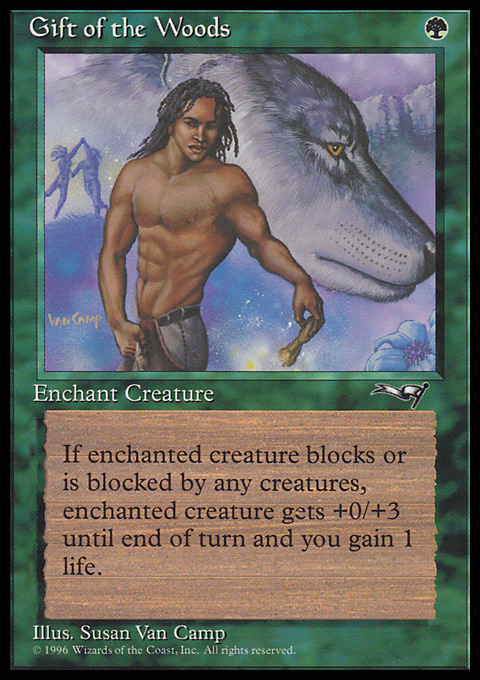 Gift of the Woods
VAN CAMP
Enchant Creature
If enchanted creature blocks or
is blocked by any creatures,
enchanted creature gets +0/+3
until end of turn and you gain 1
life.
Illus. Susan Van Camp
© 1996 Wizards of the Coast, Inc. All rights reserved.